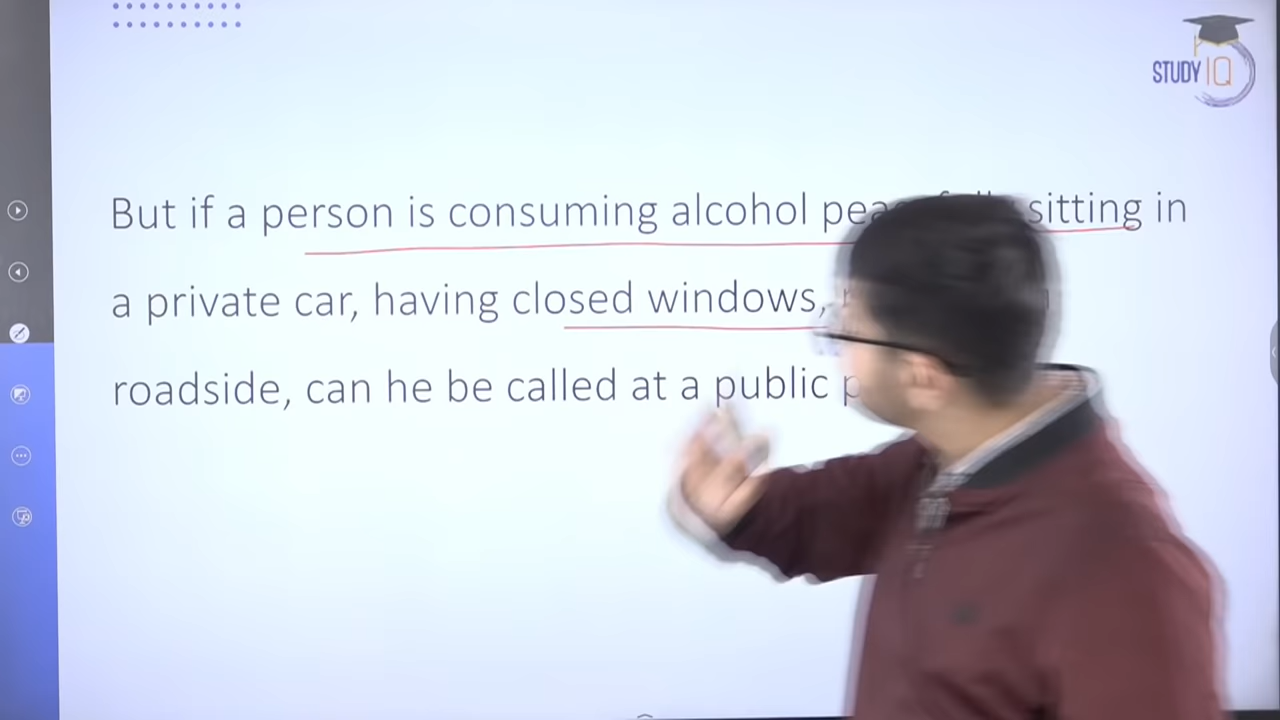 STUDY IQ
But if a person is consuming alcohol sitting in
a private car, having closed windows,
roadside, can he be called at a public